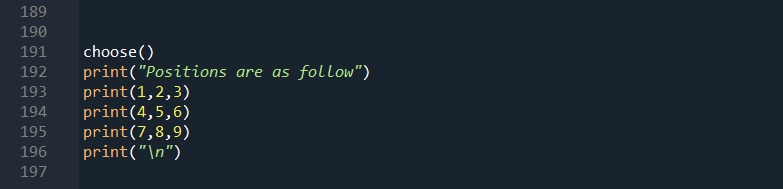 189
190
191 choose()
192 print("Positions are as follow")
193 print(1,2,3)
194 print(4,5,6)
195 print(7,8,9)
196 print("\n")
197